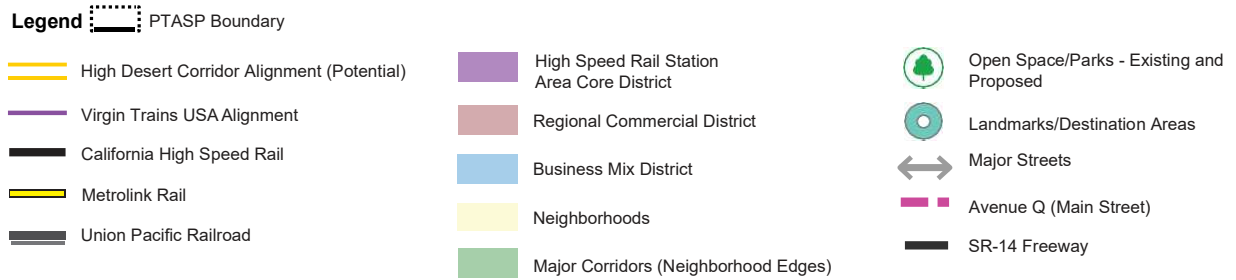 Legend PTASP Boundary
High Desert Corridor Alignment (Potential)
Virgin Trains USA Alignment
California High Speed Rail
Metrolink Rail
Union Pacific Railroad
High Speed Rail Station
Area Core District
Regional Commercial District
Business Mix District
Neighborhoods
Major Corridors (Neighborhood Edges)
Open Space/Parks - Existing and
Proposed
Landmarks/Destination Areas
Major Streets
Avenue Q (Main Street)
SR-14 Freeway